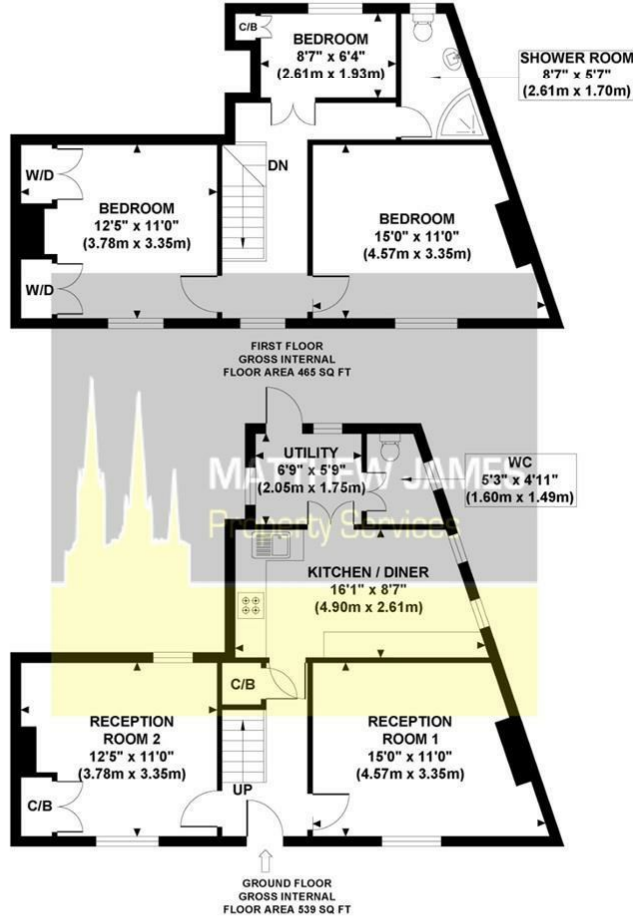 C/B
BEDROOM
8'7" x 6'4"
(2.61m x 1.93m)
SHOWER ROOM
8'7" x 5'7"
(2.61m x 1.70m)
W/D
BEDROOM
12'5" x 11'0"
(3.78m x 3.35m)
W/D
DN
BEDROOM
15'0" x 11'0"
(4.57m x 3.35m)
FIRST FLOOR
GROSS INTERNAL
FLOOR AREA 465 SQ FT
UTILITY
6'9" x 5'9"
(2.05m x 1.75m)
WC
5'3" x 4'11"
(1.60m x 1.49m)
MATTHEW JAMES
Property Services
KITCHEN / DINER
16'1" x 8'7"
(4.90m x 2.61m)
C/B
RECEPTION
ROOM 2
12'5" x 11'0"
(3.78m x 3.35m)
C/B
UP
RECEPTION
ROOM 1
15'0" x 11'0"
(4.57m x 3.35m)
GROUND FLOOR
GROSS INTERNAL
FLOOR AREA 539 SQ FT